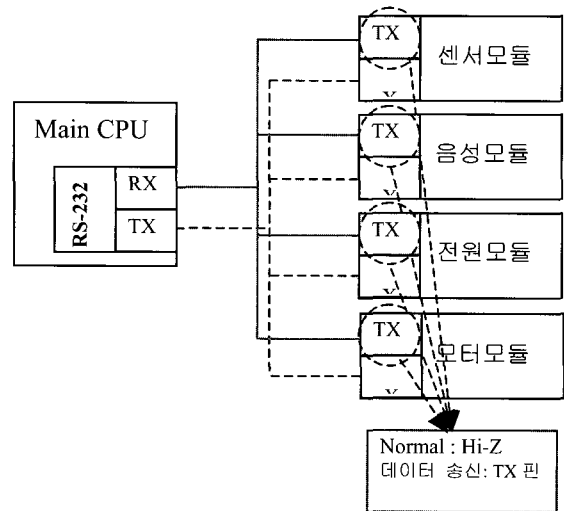 TX
센서모듈
Main CPU
TX
음성모듈
RS-232
RX
TX
TX
전원모듈
TX
모터모듈
Normal : Hi-Z
데이터 송신: TX 핀